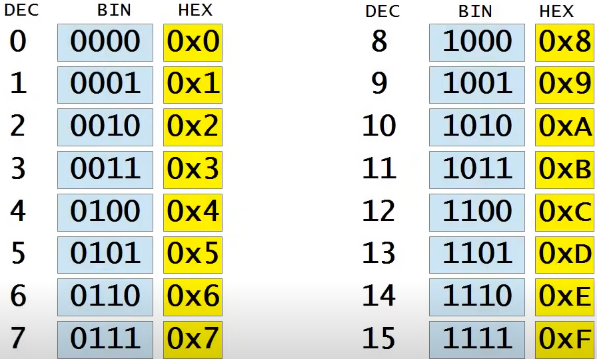 DEC BIN HEX DEC BIN HEX
0 0000 0x0 8 1000 0x8
1 0001 0x1 9 1001 0x9
2 0010 0x2 10 1010 0xA
3 0011 0x3 11 1011 0xB
4 0100 0x4 12 1100 0xC
5 0101 0x5 13 1101 0xD
6 0110 0x6 14 1110 0xE
7 0111 0x7 15 1111 0xF